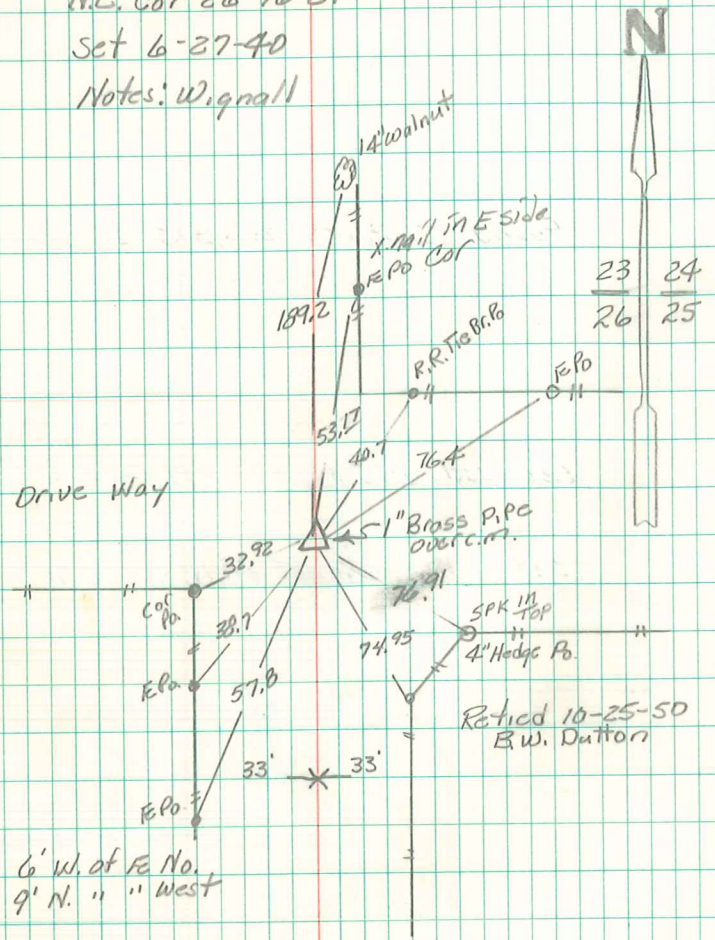 N.E. Cor 26
Set 6-27-40
Notes: Wignall
N
14" Walnut
x-nail in E side
FE PO Cor
23 24
26 25
189.2
R.R. Tie Br. Po
FE Po
53.17
40.7
76.4
Drive Way
1" Brass Pipe
over c.m.
32.92
76.91
Cor
Po.
SPK in
TOP
38.7
74.95
4" Hedge Po.
FE Po.
57.8
Retied 10-25-50
B.W. Dutton
33' 33'
FE Po
6' W. of FE No.
9' N. " " West